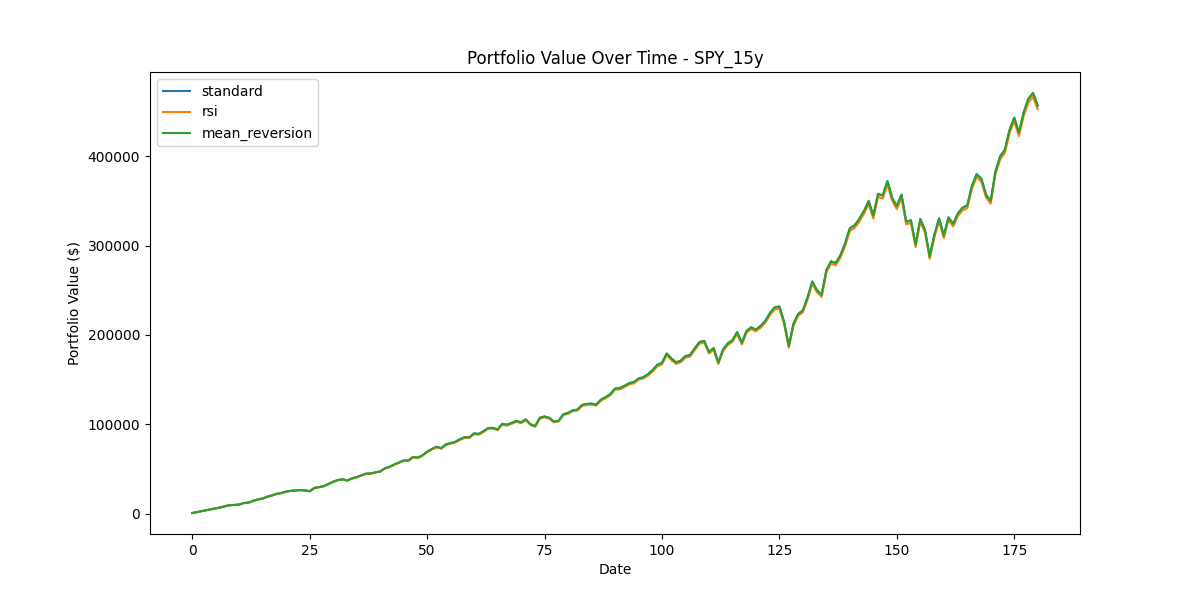 Portfolio Value Over Time - SPY_15y
standard
rsi
mean_reversion
Portfolio Value ($)
400000
300000
200000
100000
0
0 25 50 75 100 125 150 175
Date